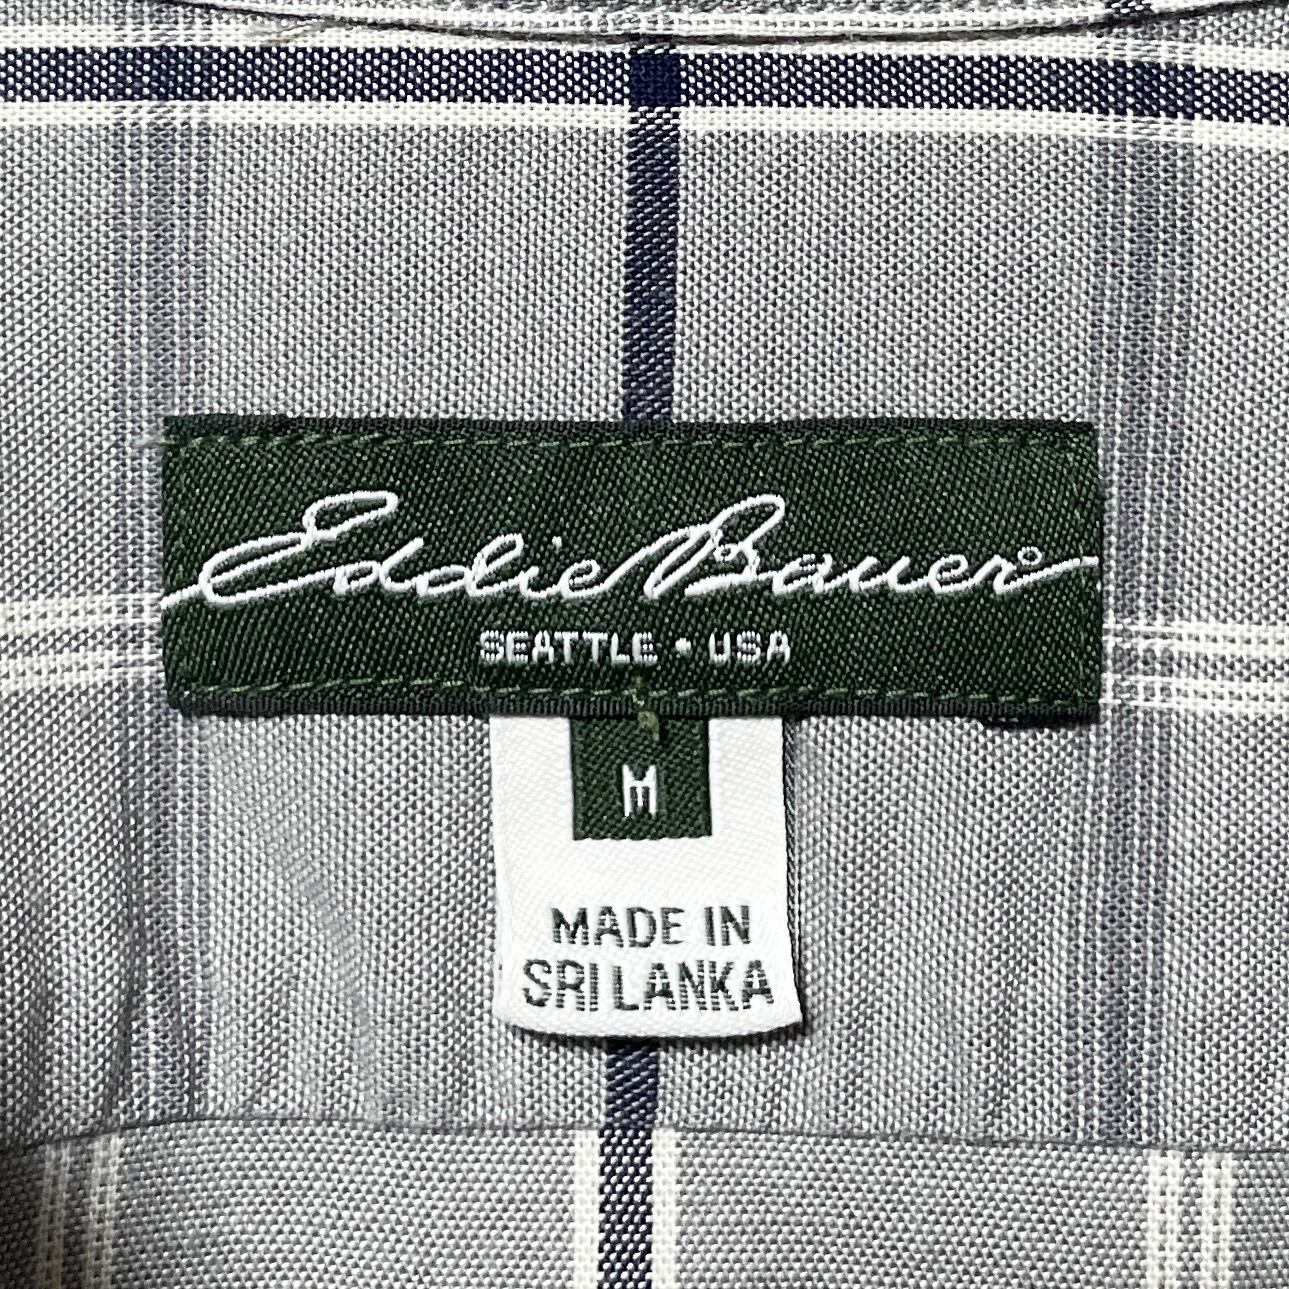 Eddie Bauer®
SEATTLE • USA
M
MADE IN
SRI LANKA